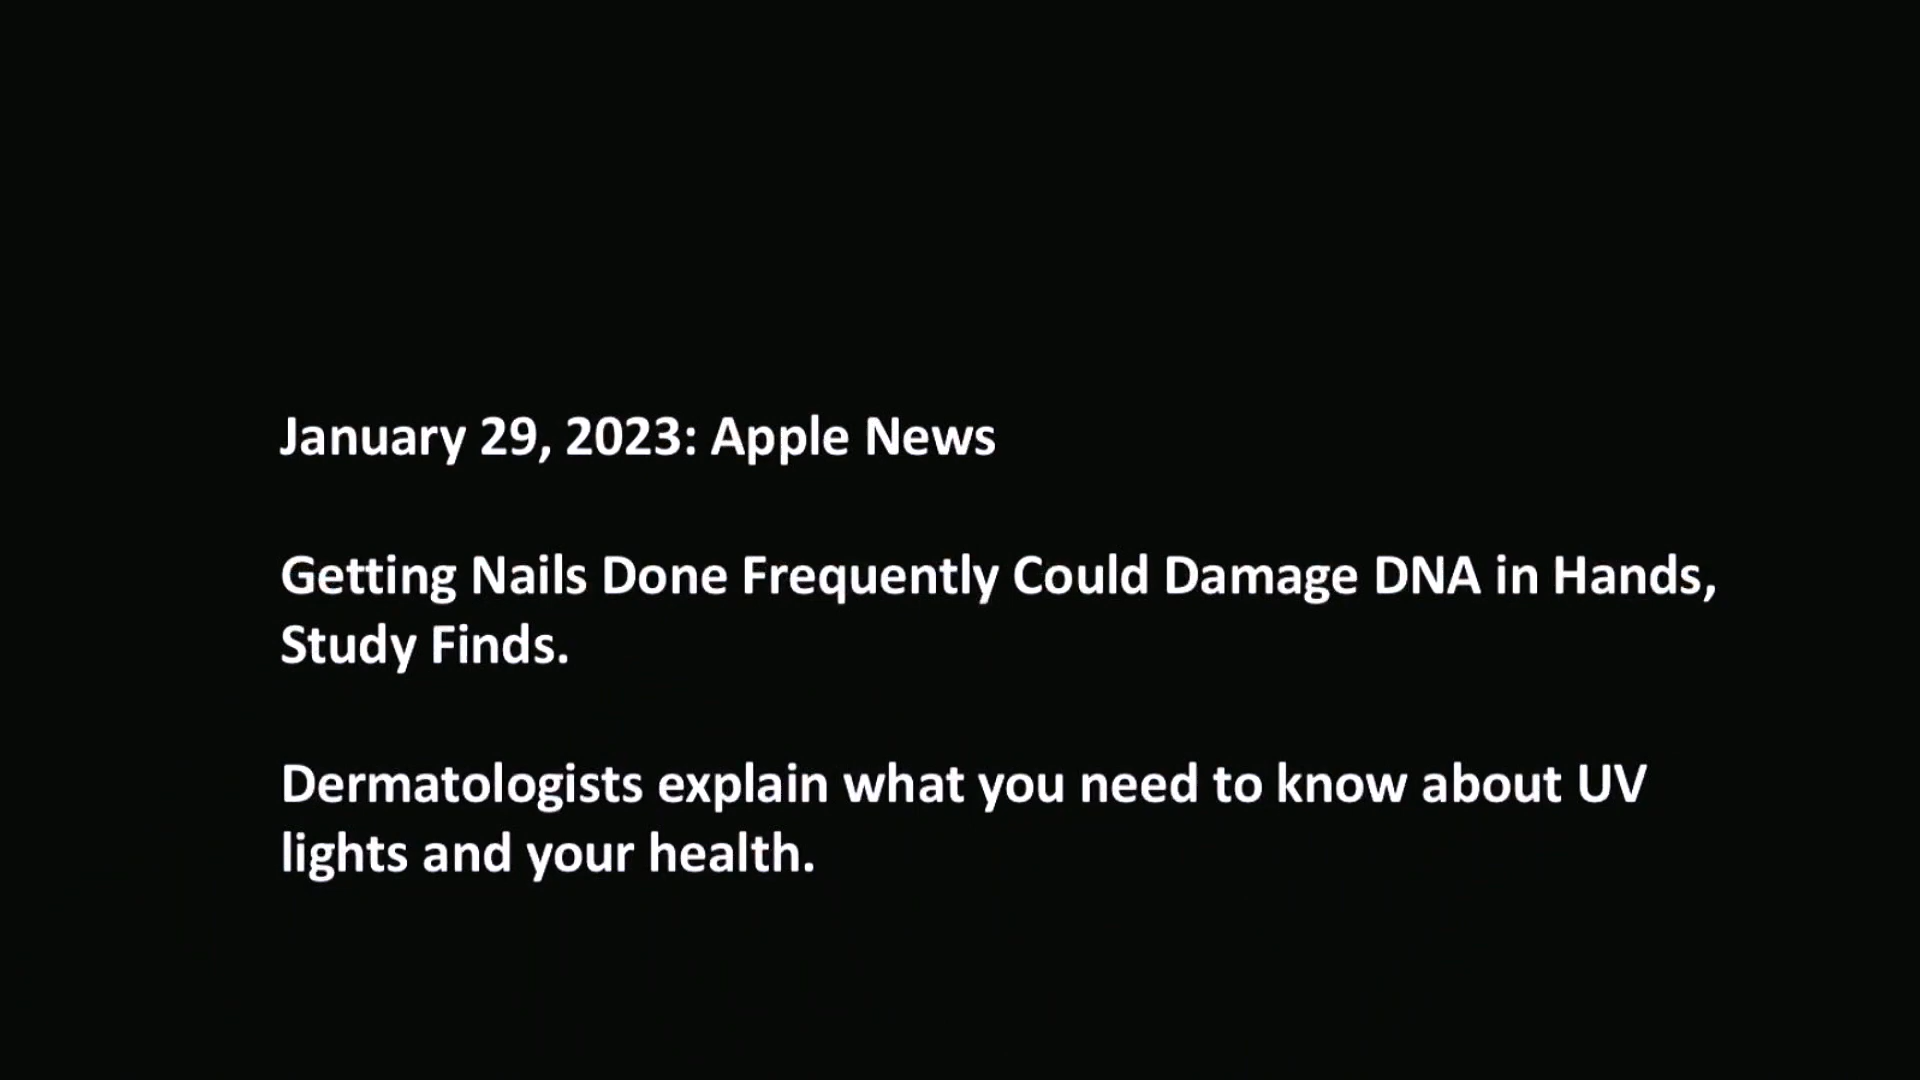 January 29, 2023: Apple News
Getting Nails Done Frequently Could Damage DNA in Hands,
Study Finds.
Dermatologists explain what you need to know about UV
lights and your health.